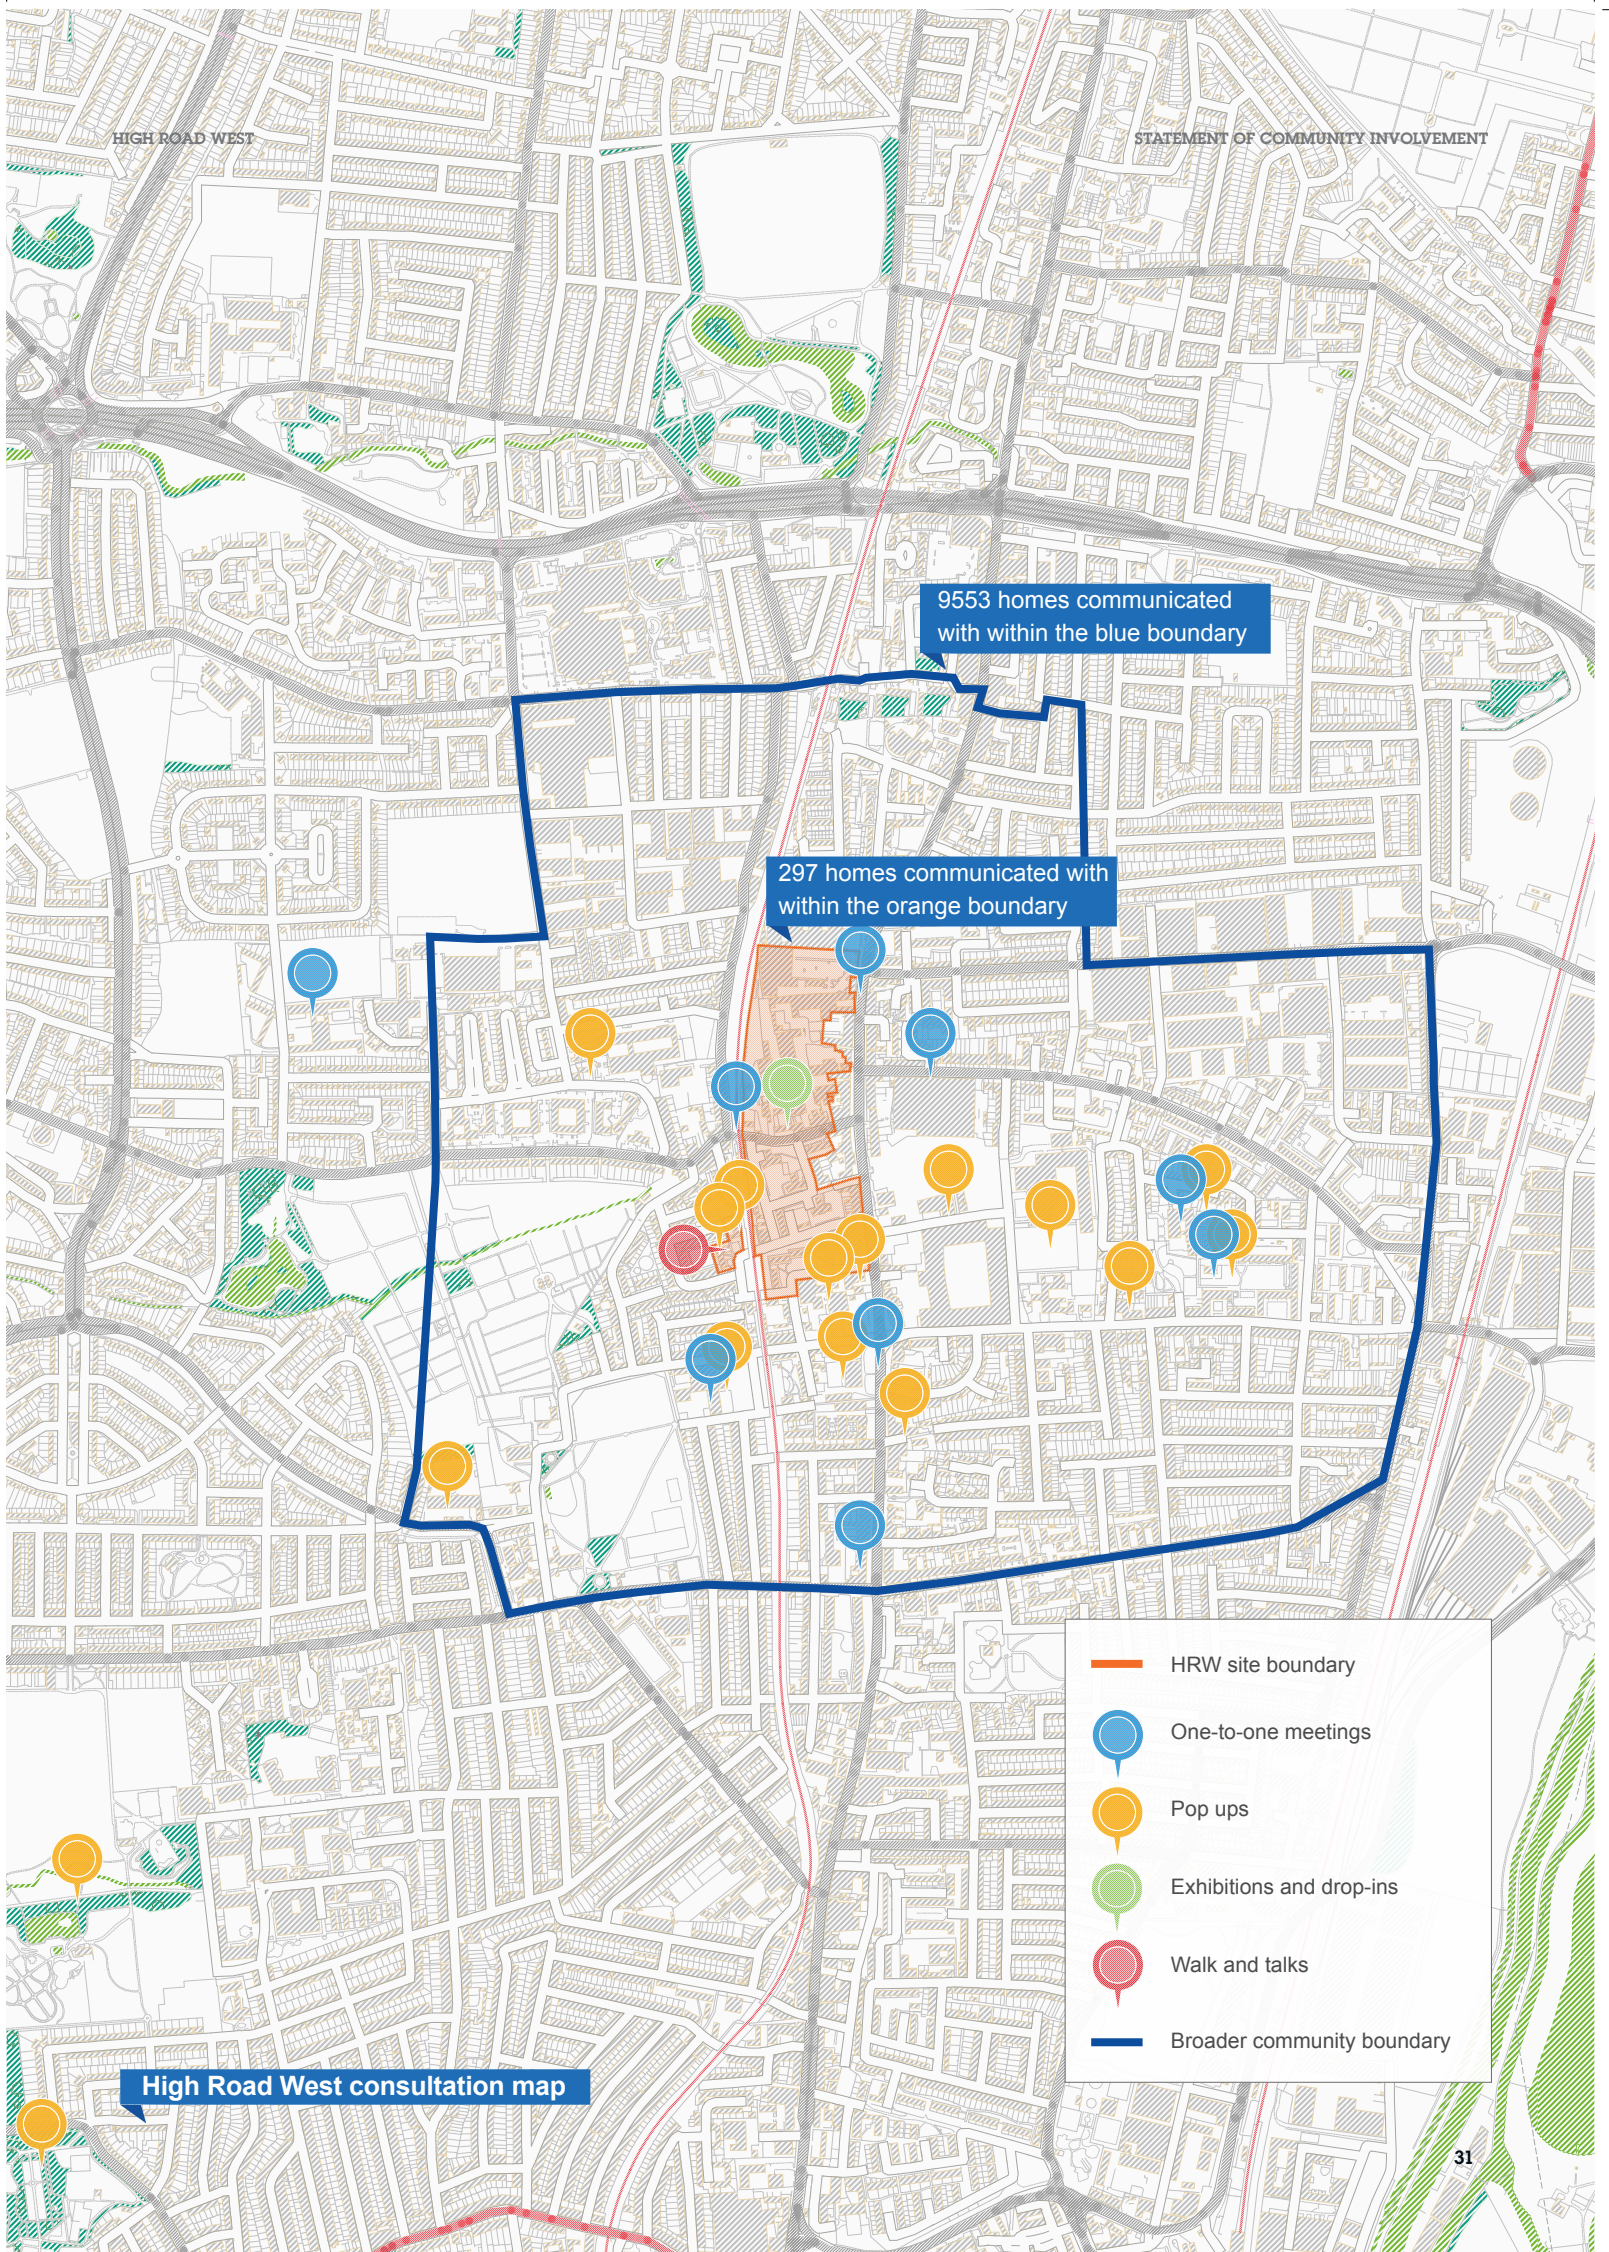 HIGH ROAD WEST
STATEMENT OF COMMUNITY INVOLVEMENT
9553 homes communicated
with within the blue boundary
297 homes communicated with
within the orange boundary
HRW site boundary
One-to-one meetings
Pop ups
Exhibitions and drop-ins
Walk and talks
Broader community boundary
High Road West consultation map
31